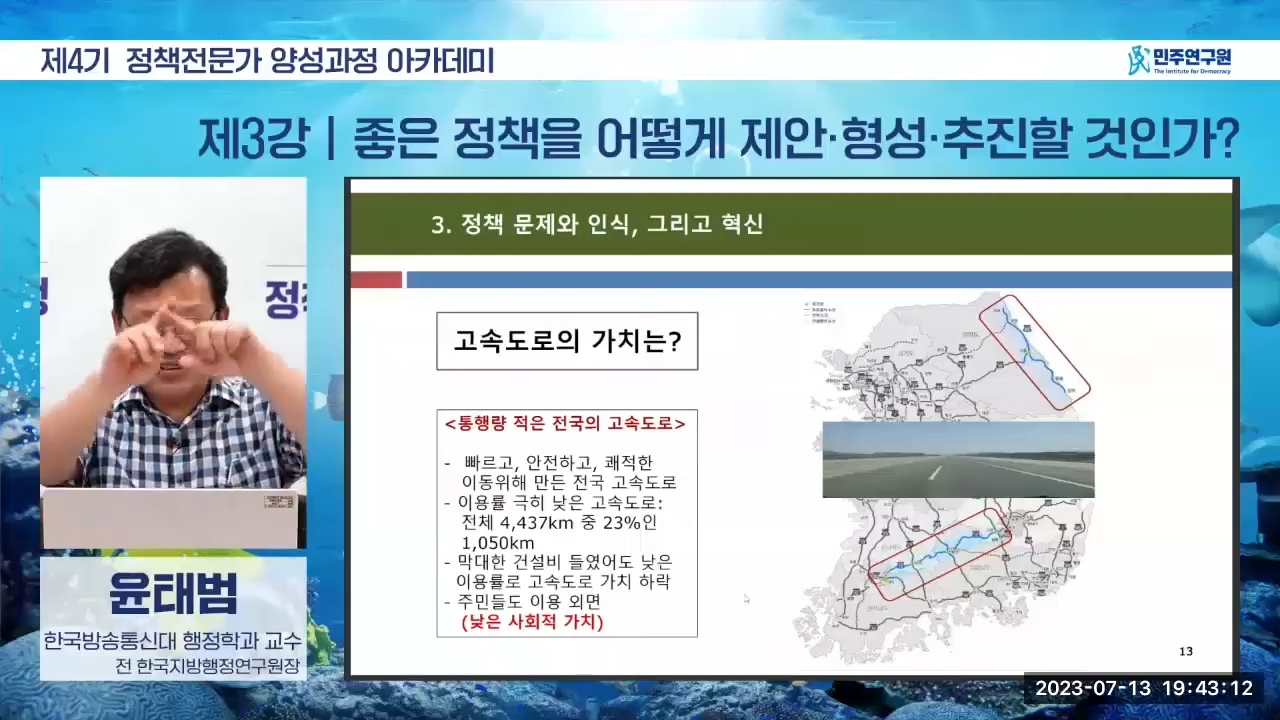 제4기 정책전문가 양성과정 아카데미
민주연구원
The Institute for Democracy
제3강 | 좋은 정책을 어떻게 제안·형성·추진할 것인가?
3. 정책 문제와 인식, 그리고 혁신
고속도로의 가치는?
<통행량 적은 전국의 고속도로>
- 빠르고, 안전하고, 쾌적한
이동위해 만든 전국 고속도로
- 이용률 극히 낮은 고속도로:
전체 4,437km 중 23%인
1,050km
- 막대한 건설비 들였어도 낮은
이용률로 고속도로 가치 하락
- 주민들도 이용 외면
(낮은 사회적 가치)
13
윤태범
한국방송통신대 행정학과 교수
전 한국지방행정연구원장
2023-07-13 19:43:12